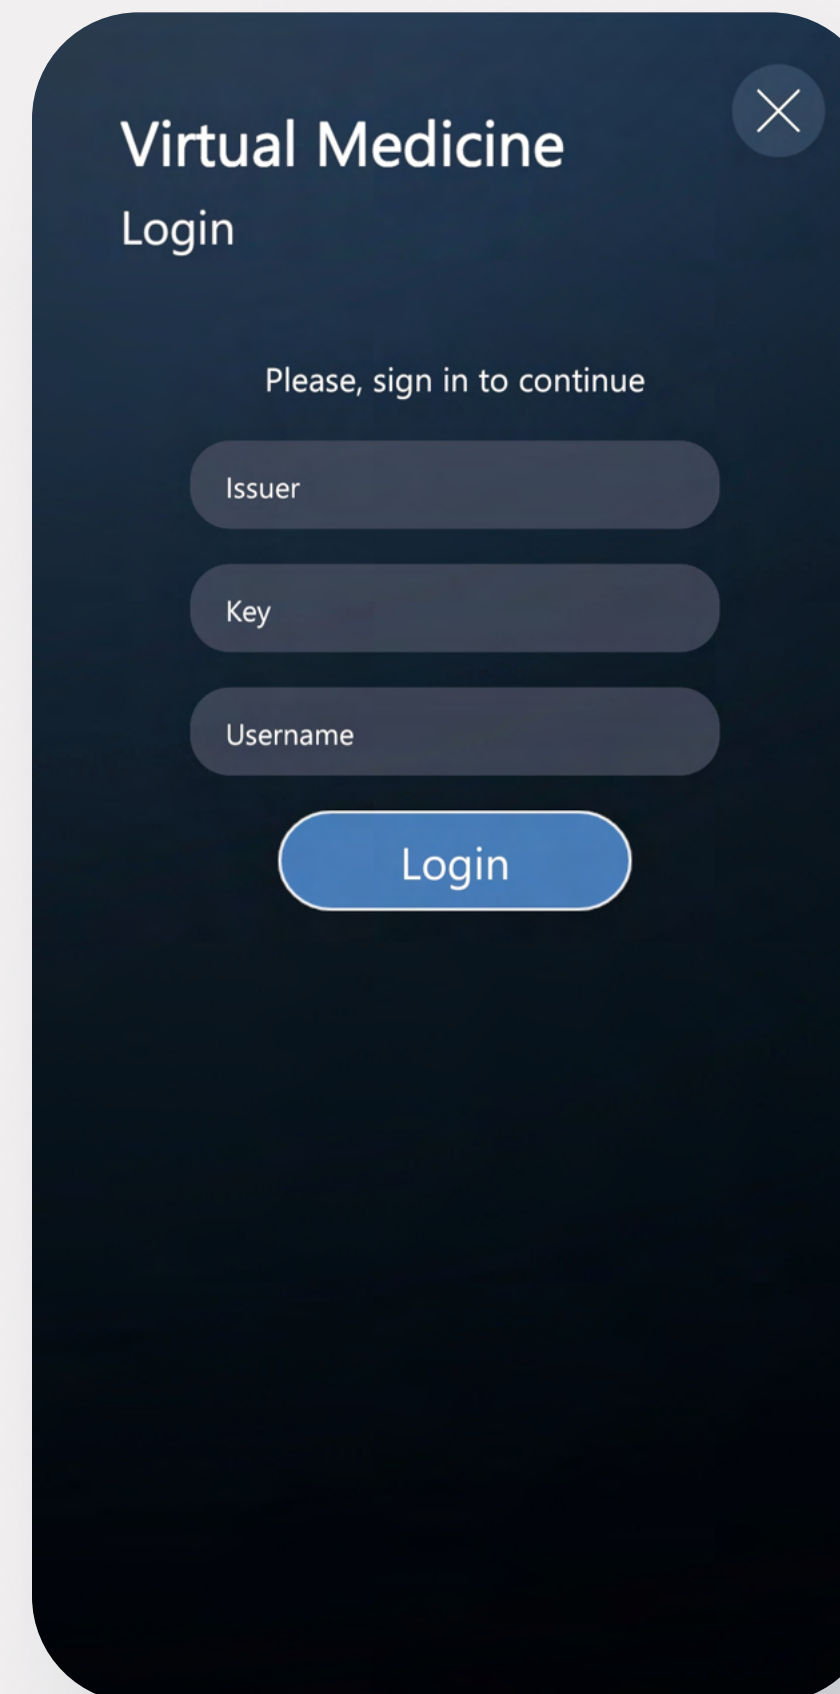 Virtual Medicine
Login
Please, sign in to continue
Issuer
Key
Username
Login